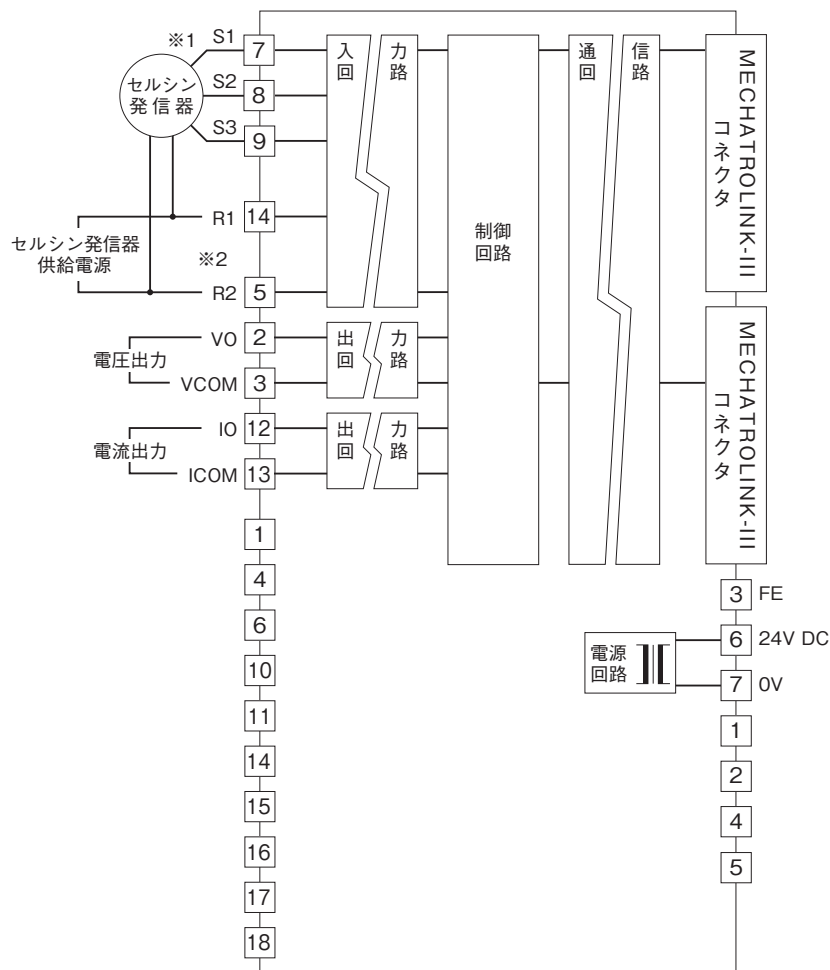 ※1
S1
7
セルシン
発信器
S2
8
S3
9
R1
14
セルシン発信器
供給電源
※2
R2
5
VO
2
電圧出力
VCOM
3
IO
12
電流出力
ICOM
13
1
4
6
10
11
14
15
16
17
18
入力
回路
出力
回路
出力
回路
制御
回路
通信
回路
MECHATROLINK-III
コネクタ
MECHATROLINK-III
コネクタ
3
FE
電源
回路
6
24V DC
7
0V
1
2
4
5